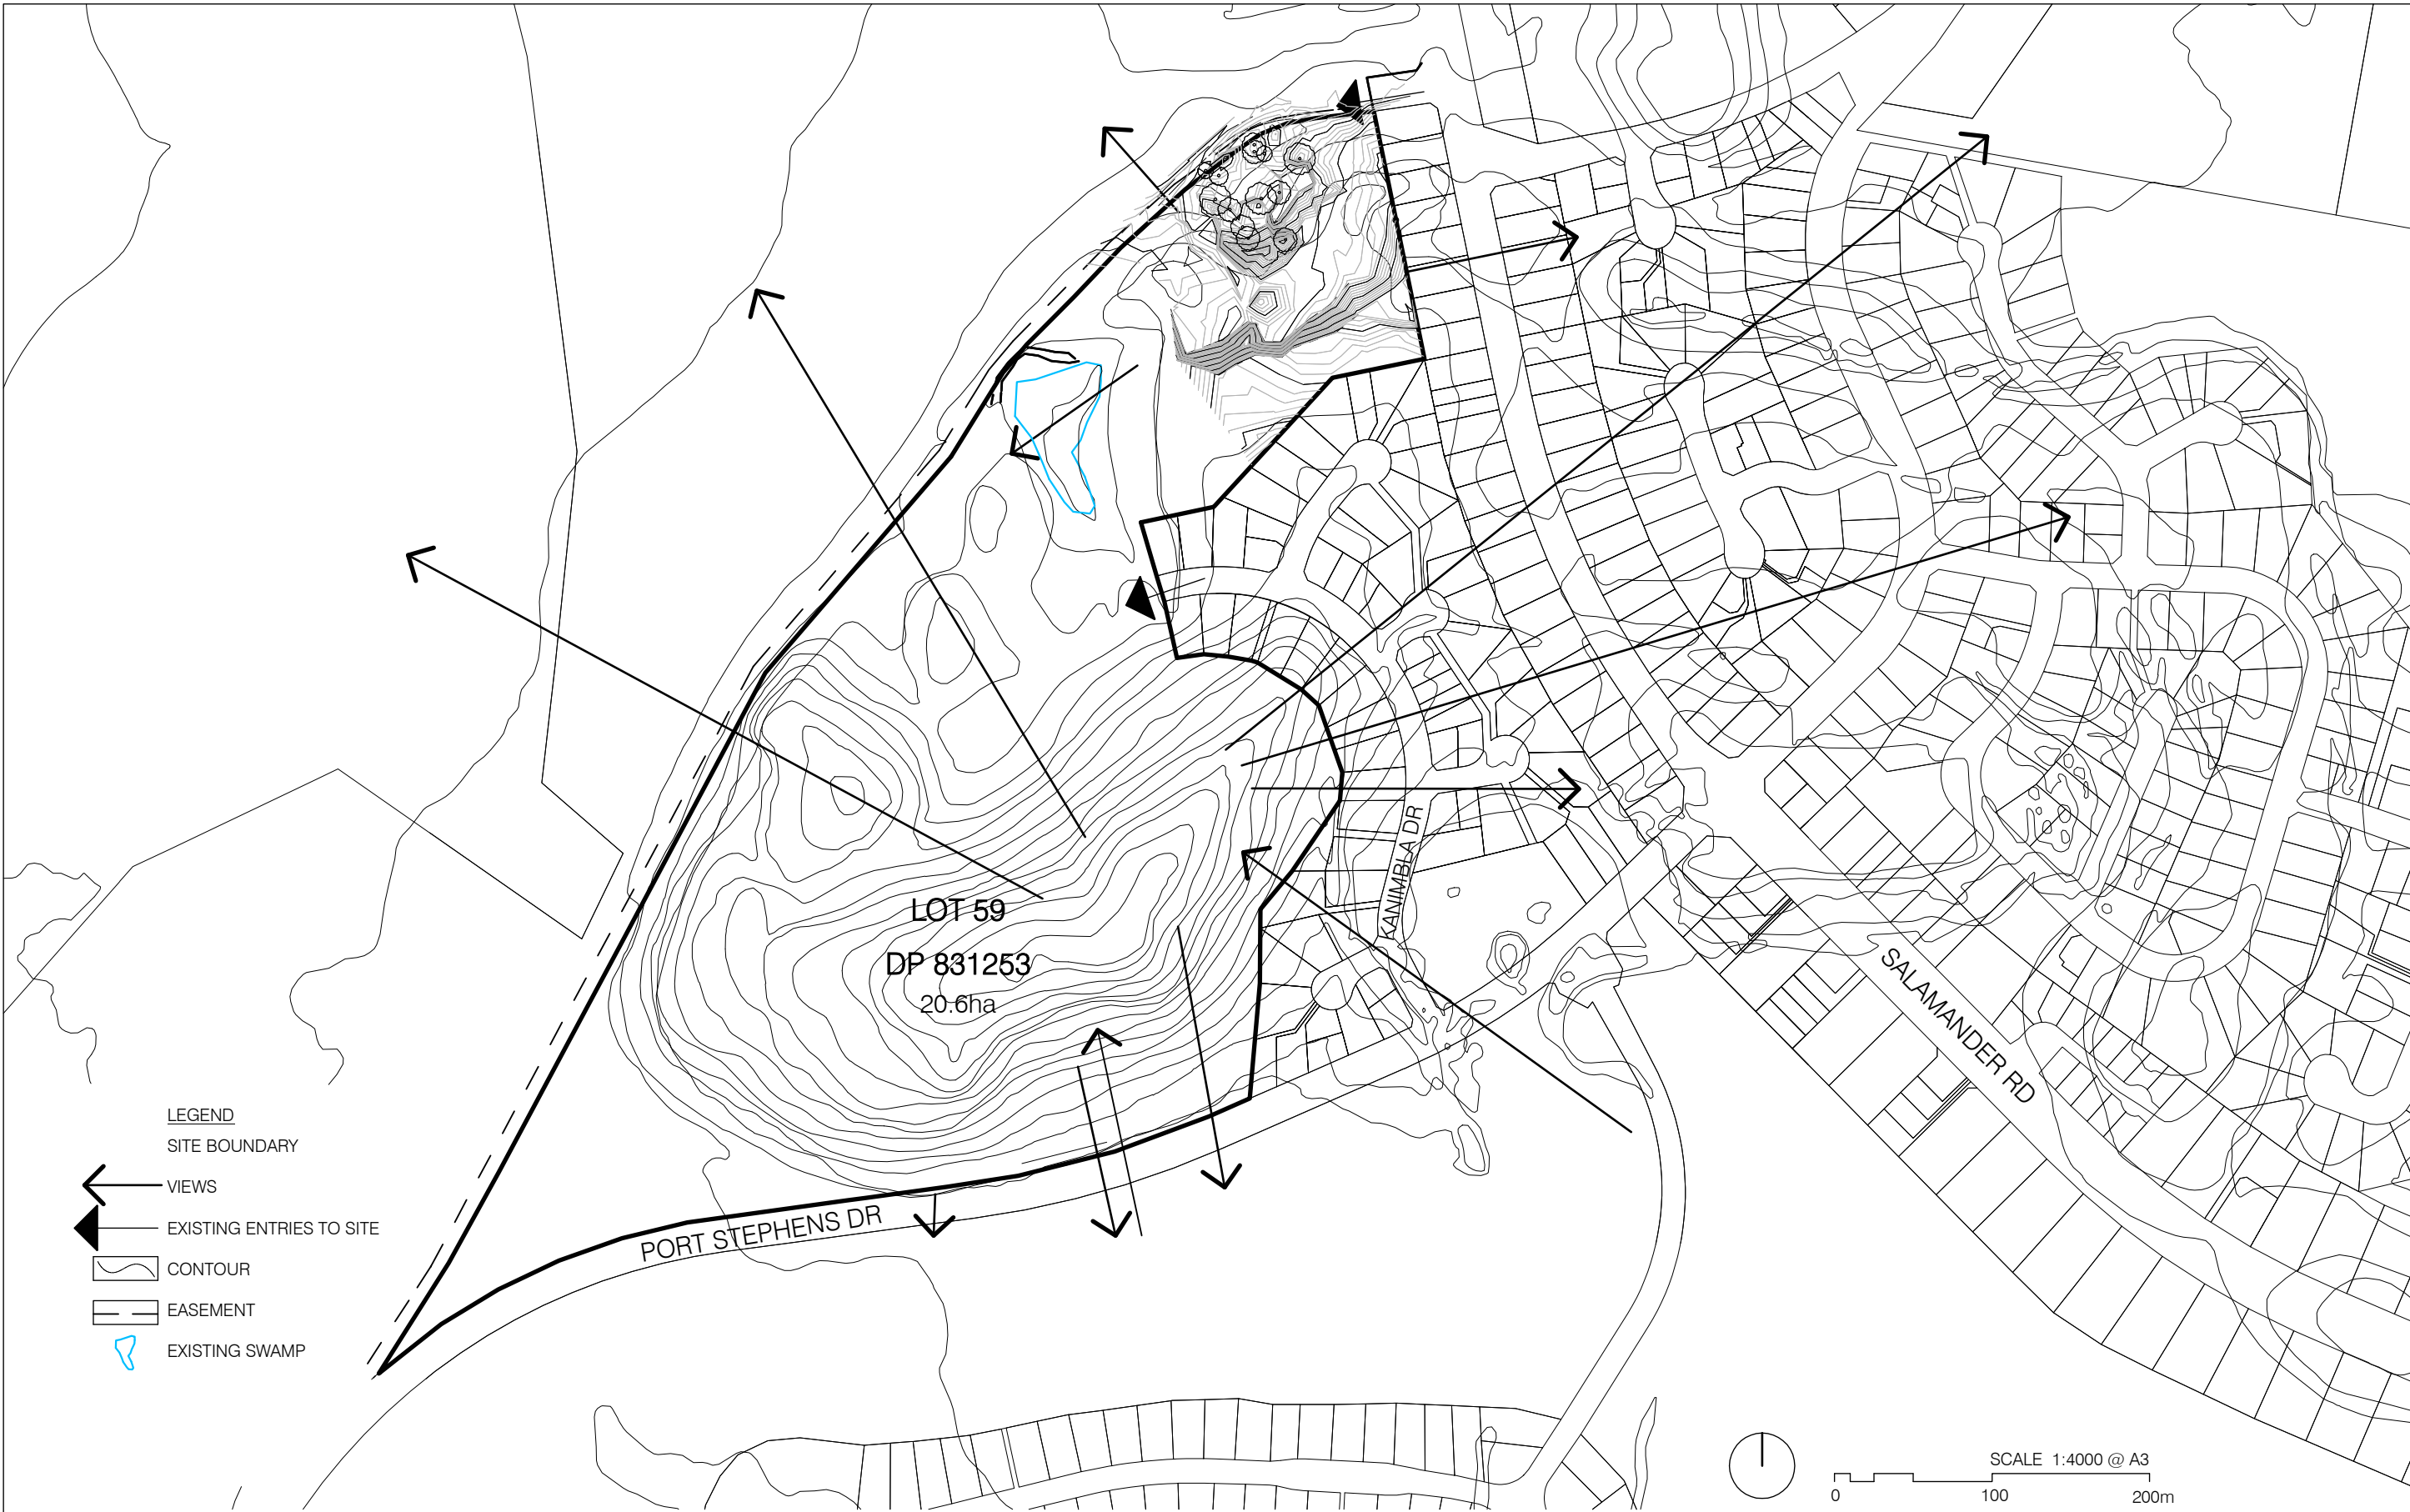 LOT 59
DP 831253
20.6ha
KANIMBLA DR
SALAMANDER RD
PORT STEPHENS DR
LEGEND
SITE BOUNDARY
VIEWS
EXISTING ENTRIES TO SITE
CONTOUR
EASEMENT
EXISTING SWAMP
SCALE 1:4000 @ A3
0 100 200m